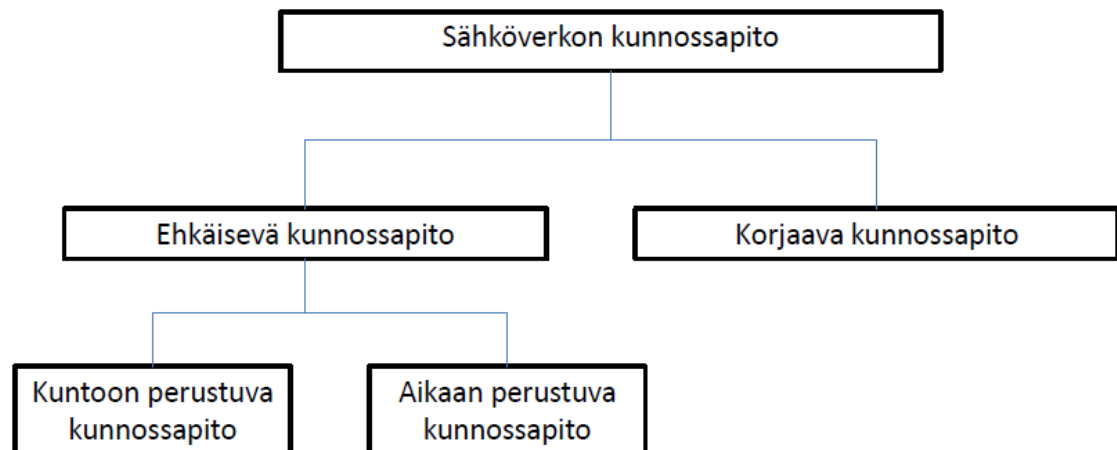 Sähköverkon kunnossapito
Ehkäisevä kunnossapito
Korjaava kunnossapito
Kuntoon perustuva
kunnossapito
Aikaan perustuva
kunnossapito